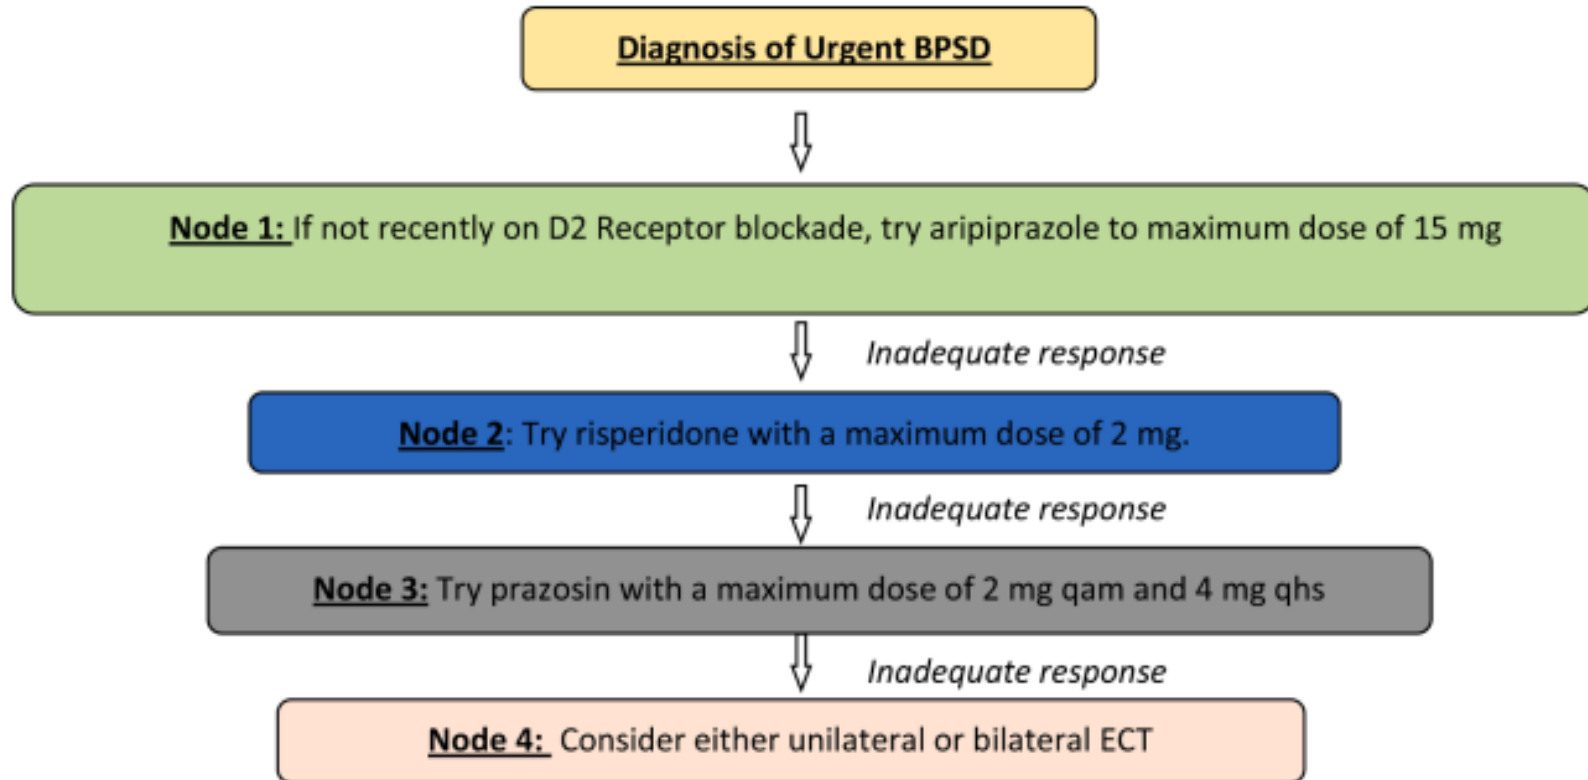 Diagnosis of Urgent BPSD
Node 1: If not recently on D2 Receptor blockade, try aripiprazole to maximum dose of 15 mg
Inadequate response
Node 2: Try risperidone with a maximum dose of 2 mg.
Inadequate response
Node 3: Try prazosin with a maximum dose of 2 mg qam and 4 mg qhs
Inadequate response
Node 4: Consider either unilateral or bilateral ECT